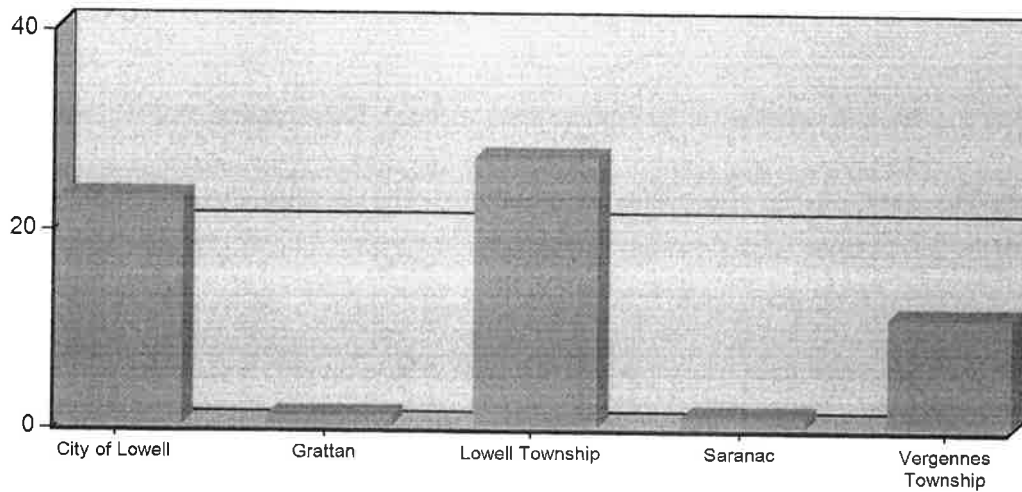 40
20
0
City of Lowell
Grattan
Lowell Township
Saranac
Vergennes
Township